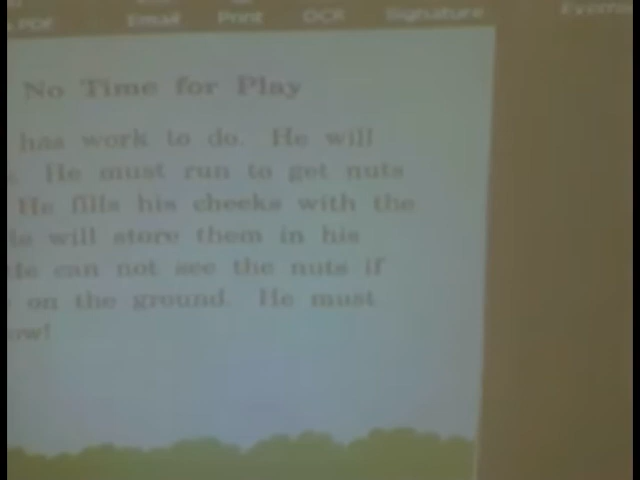 PDF Email Print OCR Signature
No Time for Play
has work to do. He will
He must run to get nuts
He fills his cheeks with the
will store them in his
He can not see the nuts if
on the ground. He must